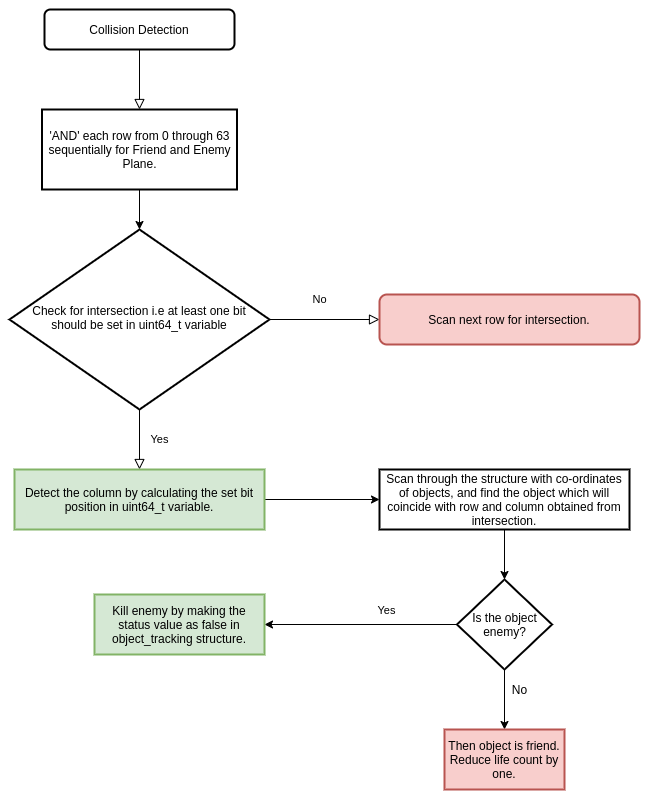 Collision Detection
'AND' each row from 0 through 63
sequentially for Friend and Enemy
Plane.
Check for intersection i.e at least one bit
should be set in uint64_t variable
No
Scan next row for intersection.
Yes
Detect the column by calculating the set bit
position in uint64_t variable.
Scan through the structure with co-ordinates
of objects, and find the object which will
coincide with row and column obtained from
intersection.
Is the object
enemy?
Yes
Kill enemy by making the
status value as false in
object_tracking structure.
No
Then object is friend.
Reduce life count by
one.